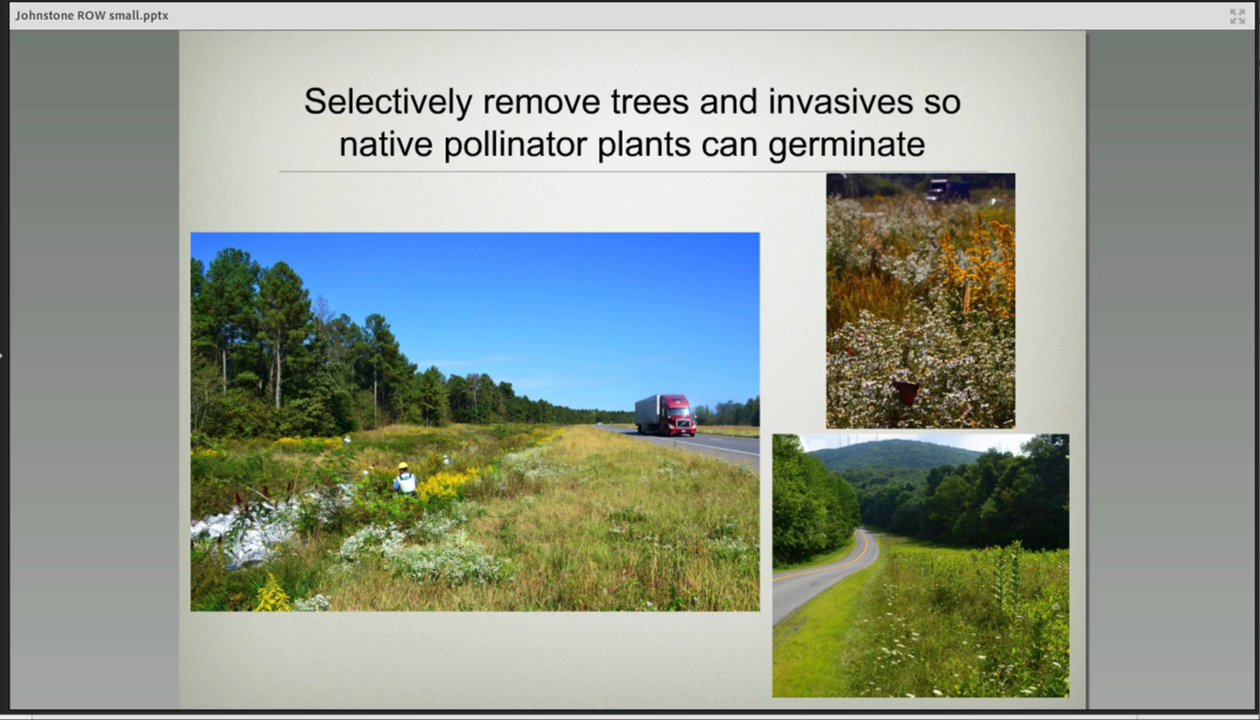 Johnstone ROW small.pptx
Selectively remove trees and invasives so
native pollinator plants can germinate